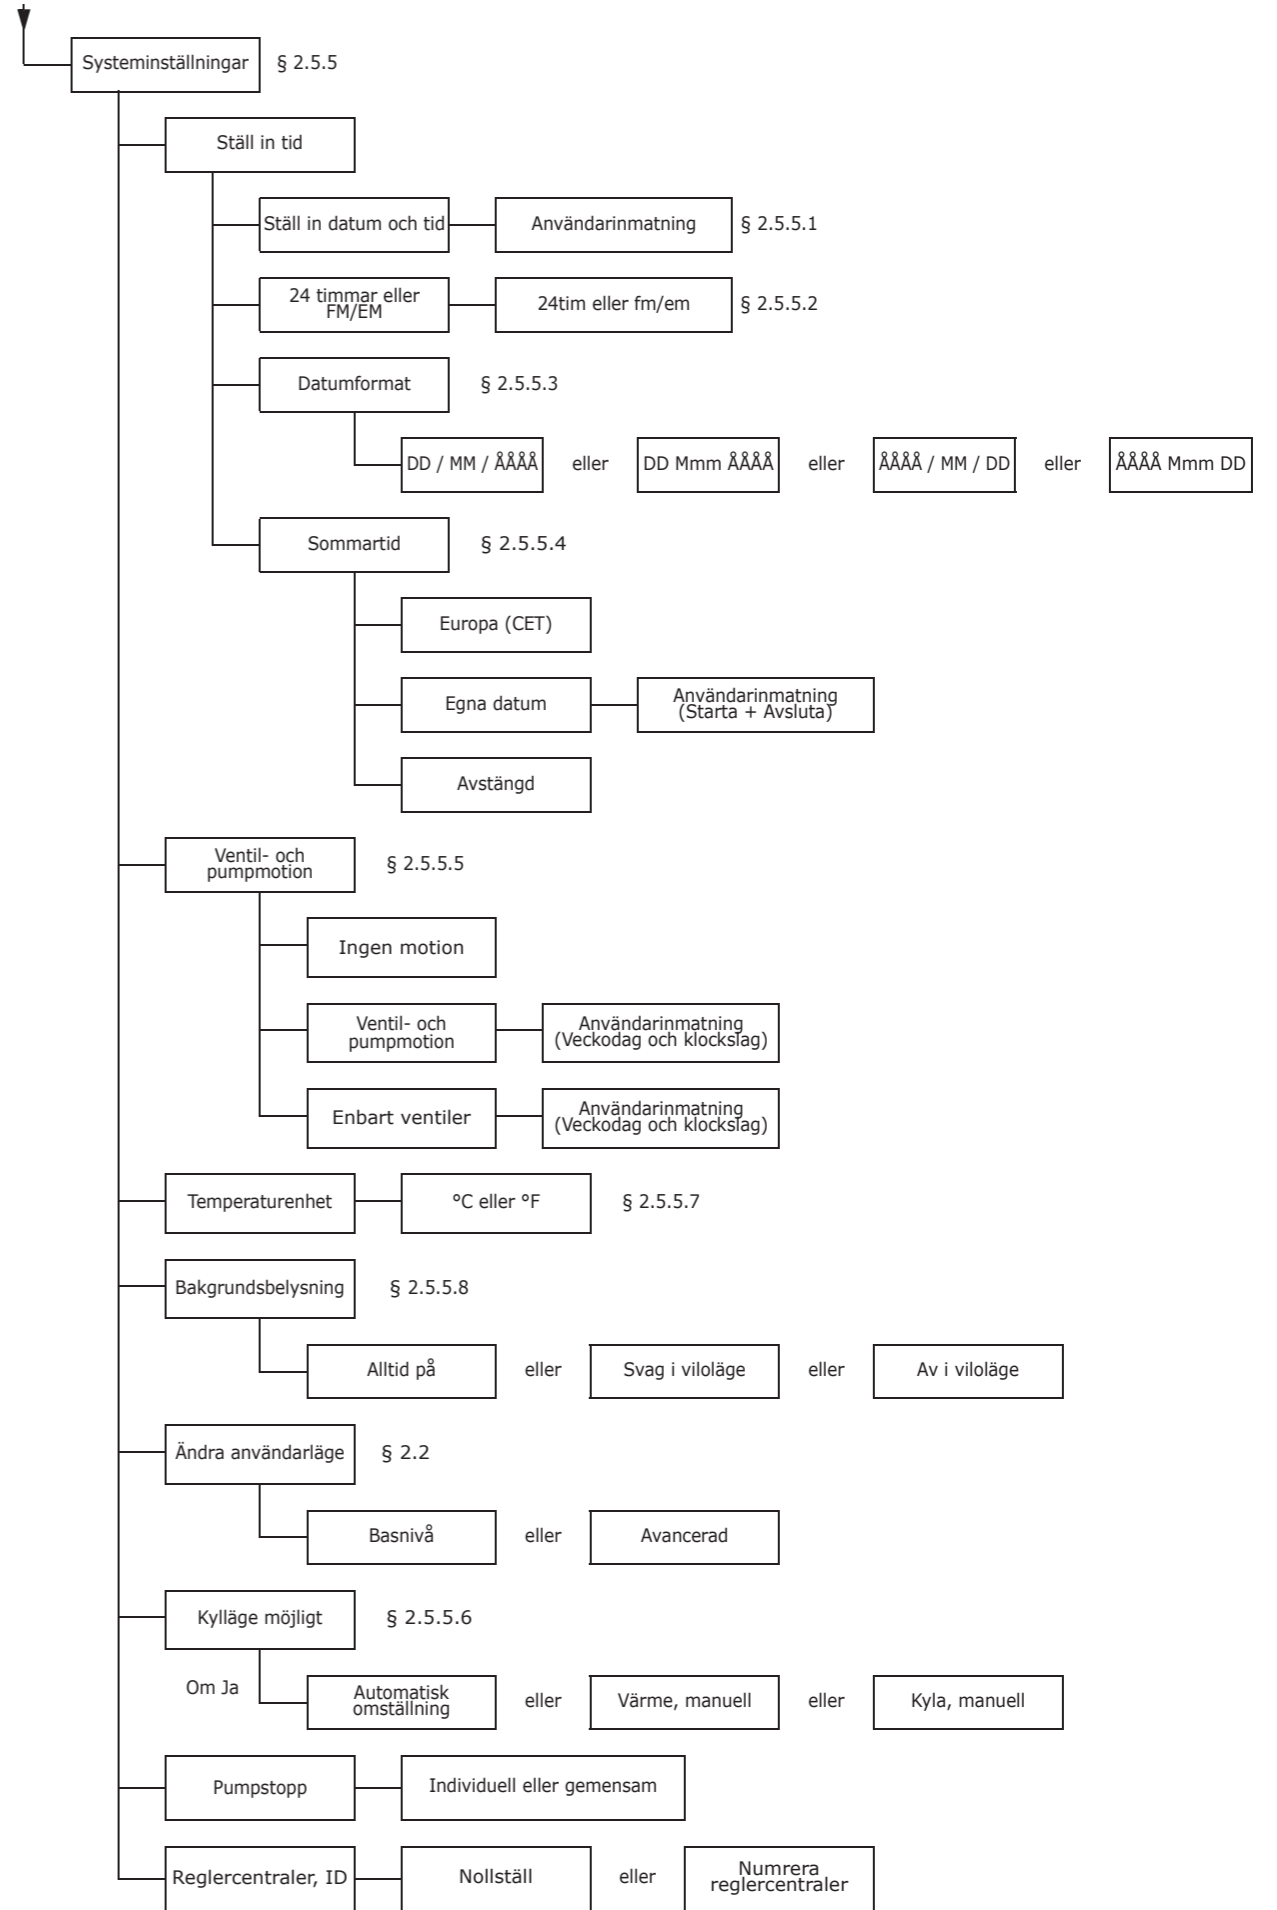 Systeminställningar § 2.5.5
Ställ in tid
Ställ in datum och tid Användarinmatning § 2.5.5.1
24 timmar eller
FM/EM
24tim eller fm/em § 2.5.5.2
Datumformat § 2.5.5.3
DD / MM / ÅÅÅÅ eller DD Mmm ÅÅÅÅ eller ÅÅÅÅ / MM / DD eller ÅÅÅÅ Mmm DD
Sommartid § 2.5.5.4
Europa (CET)
Egna datum
Användarinmatning
(Starta + Avsluta)
Avstängd
Ventil- och
pumpmotion
§ 2.5.5.5
Ingen motion
Ventil- och
pumpmotion
Användarinmatning
(Veckodag och klockslag)
Enbart ventiler
Användarinmatning
(Veckodag och klockslag)
Temperaturenhet °C eller °F § 2.5.5.7
Bakgrundsbelysning § 2.5.5.8
Alltid på eller Svag i viloläge eller Av i viloläge
Ändra användarläge § 2.2
Basnivå eller Avancerad
Kylläge möjligt § 2.5.5.6
Om Ja
Automatisk
omställning
eller Värme, manuell eller Kyla, manuell
Pumpstopp Individuell eller gemensam
Reglercentraler, ID Nollställ eller
Numrera
reglercentraler